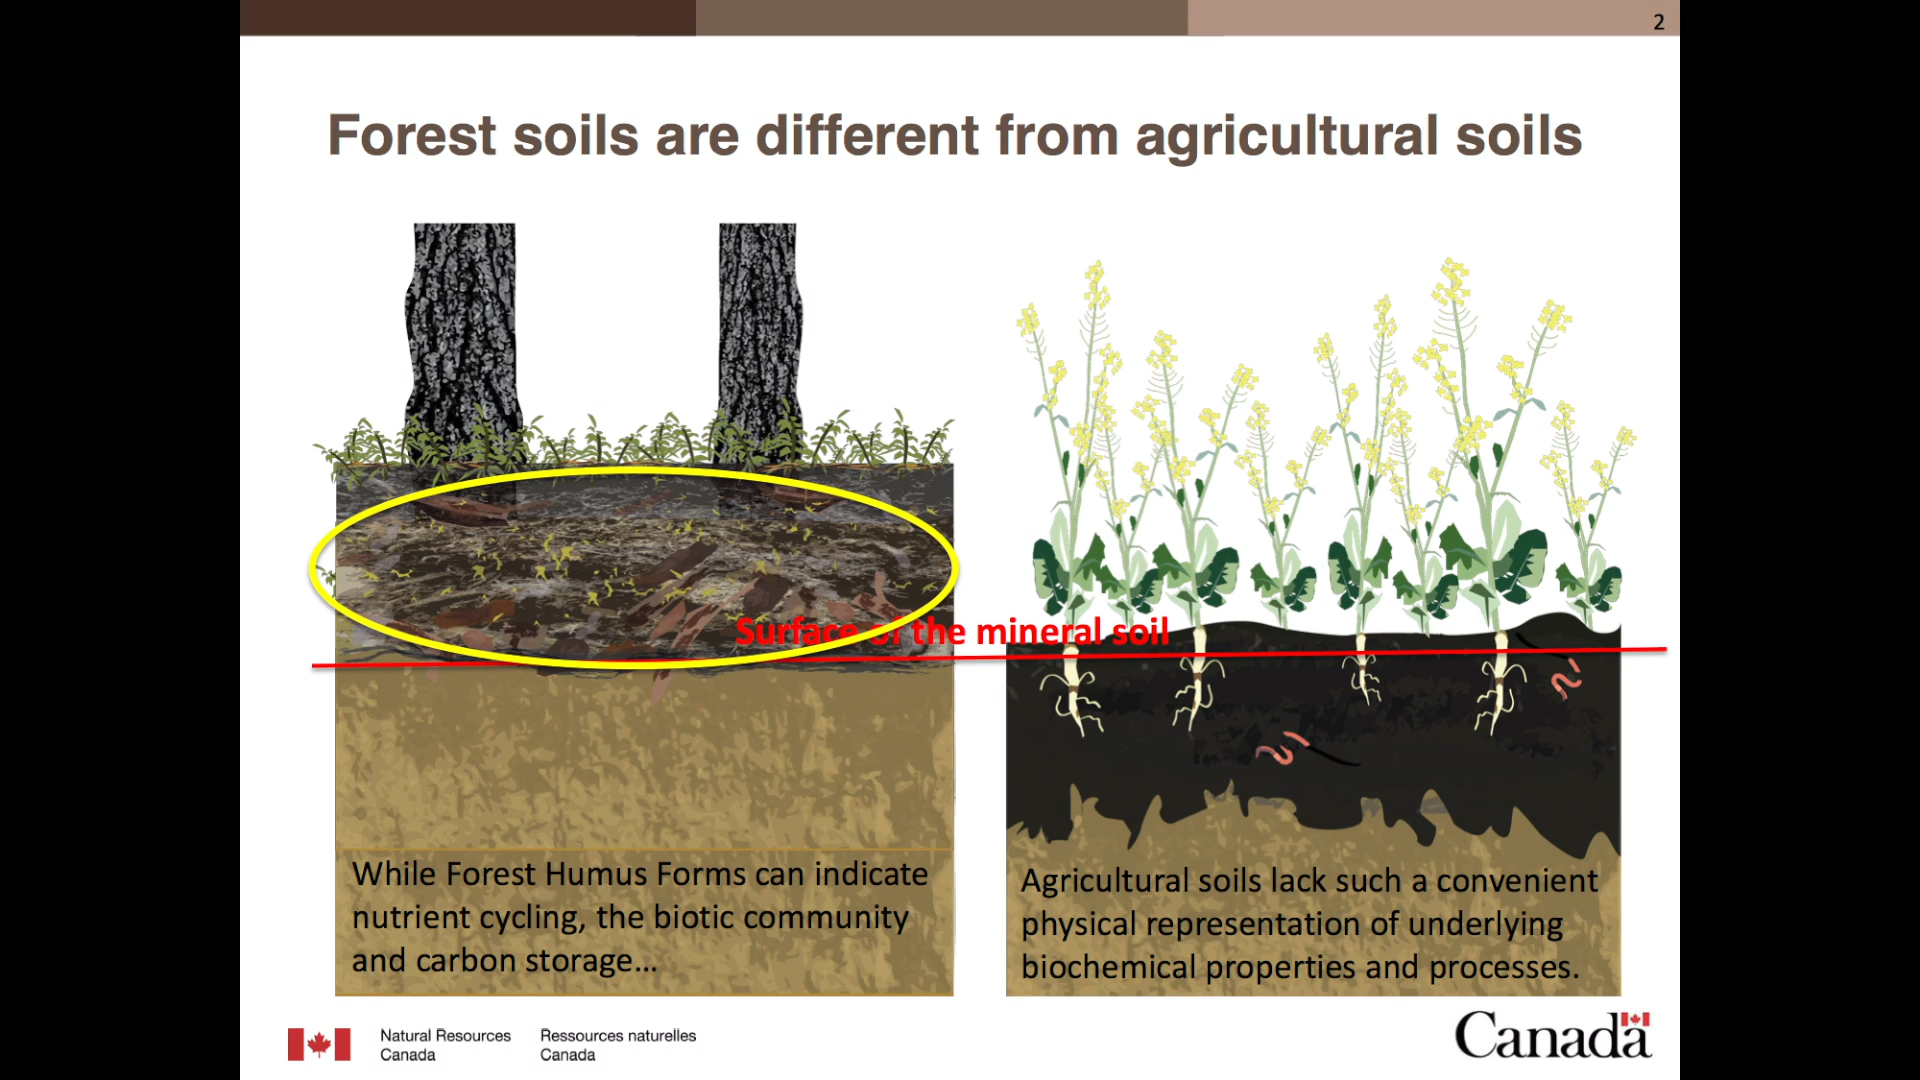 2
Forest soils are different from agricultural soils
Surface of the mineral soil
While Forest Humus Forms can indicate
nutrient cycling, the biotic community
and carbon storage...
Agricultural soils lack such a convenient
physical representation of underlying
biochemical properties and processes.
Natural Resources
Canada
Ressources naturelles
Canada
Canada